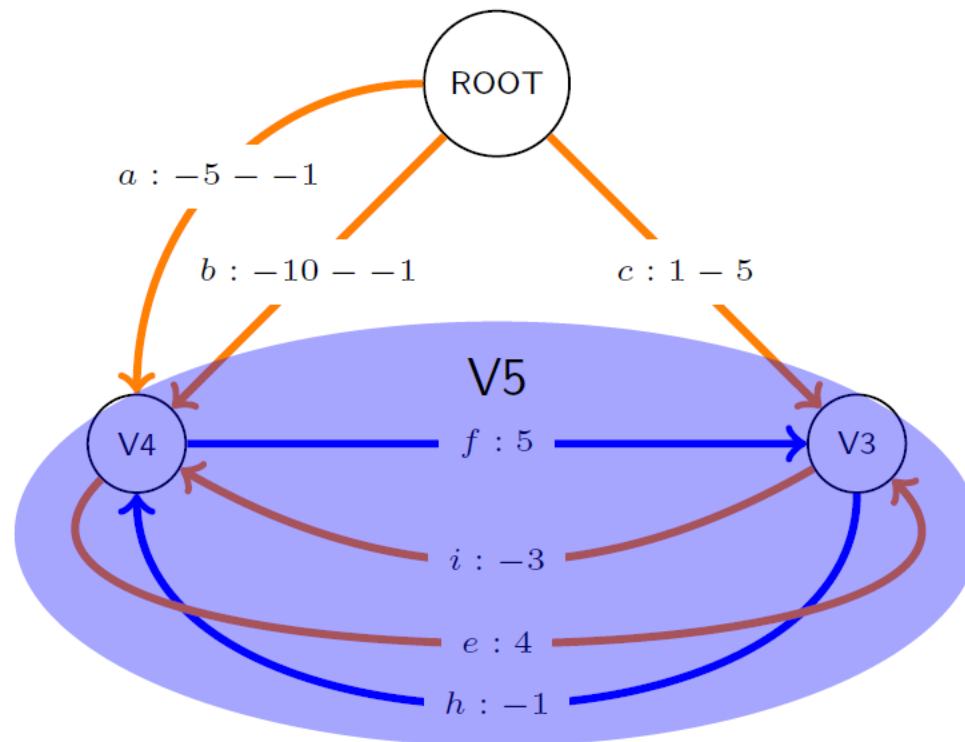 ROOT
a : −5 − −1
b : −10 − −1
c : 1 − 5
V5
V4
f : 5
V3
i : −3
e : 4
h : −1